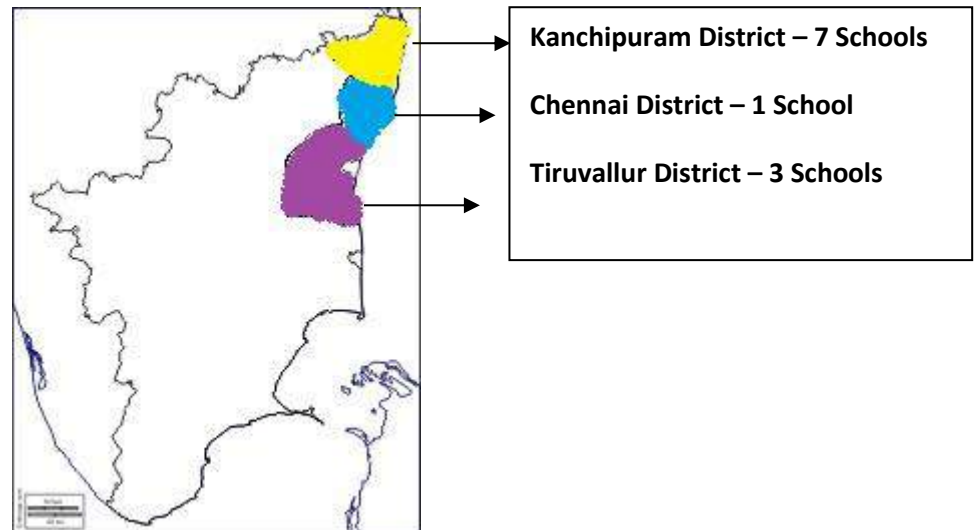 Kanchipuram District – 7 Schools
Chennai District – 1 School
Tiruvallur District – 3 Schools